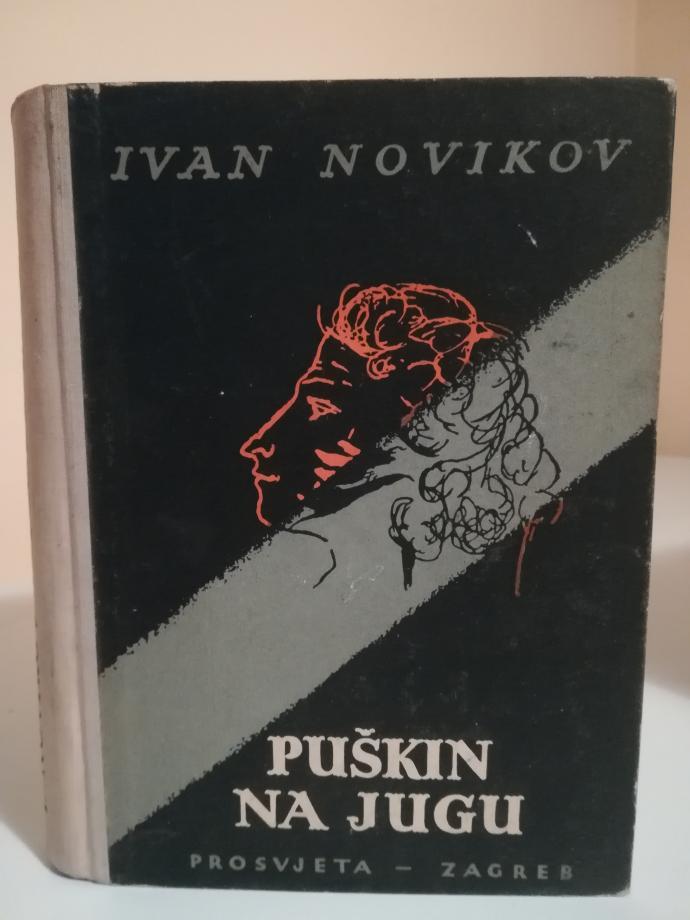 IVAN NOVIKOV
PUŠKIN
NA JUGU
PROSVJETA – ZAGREB